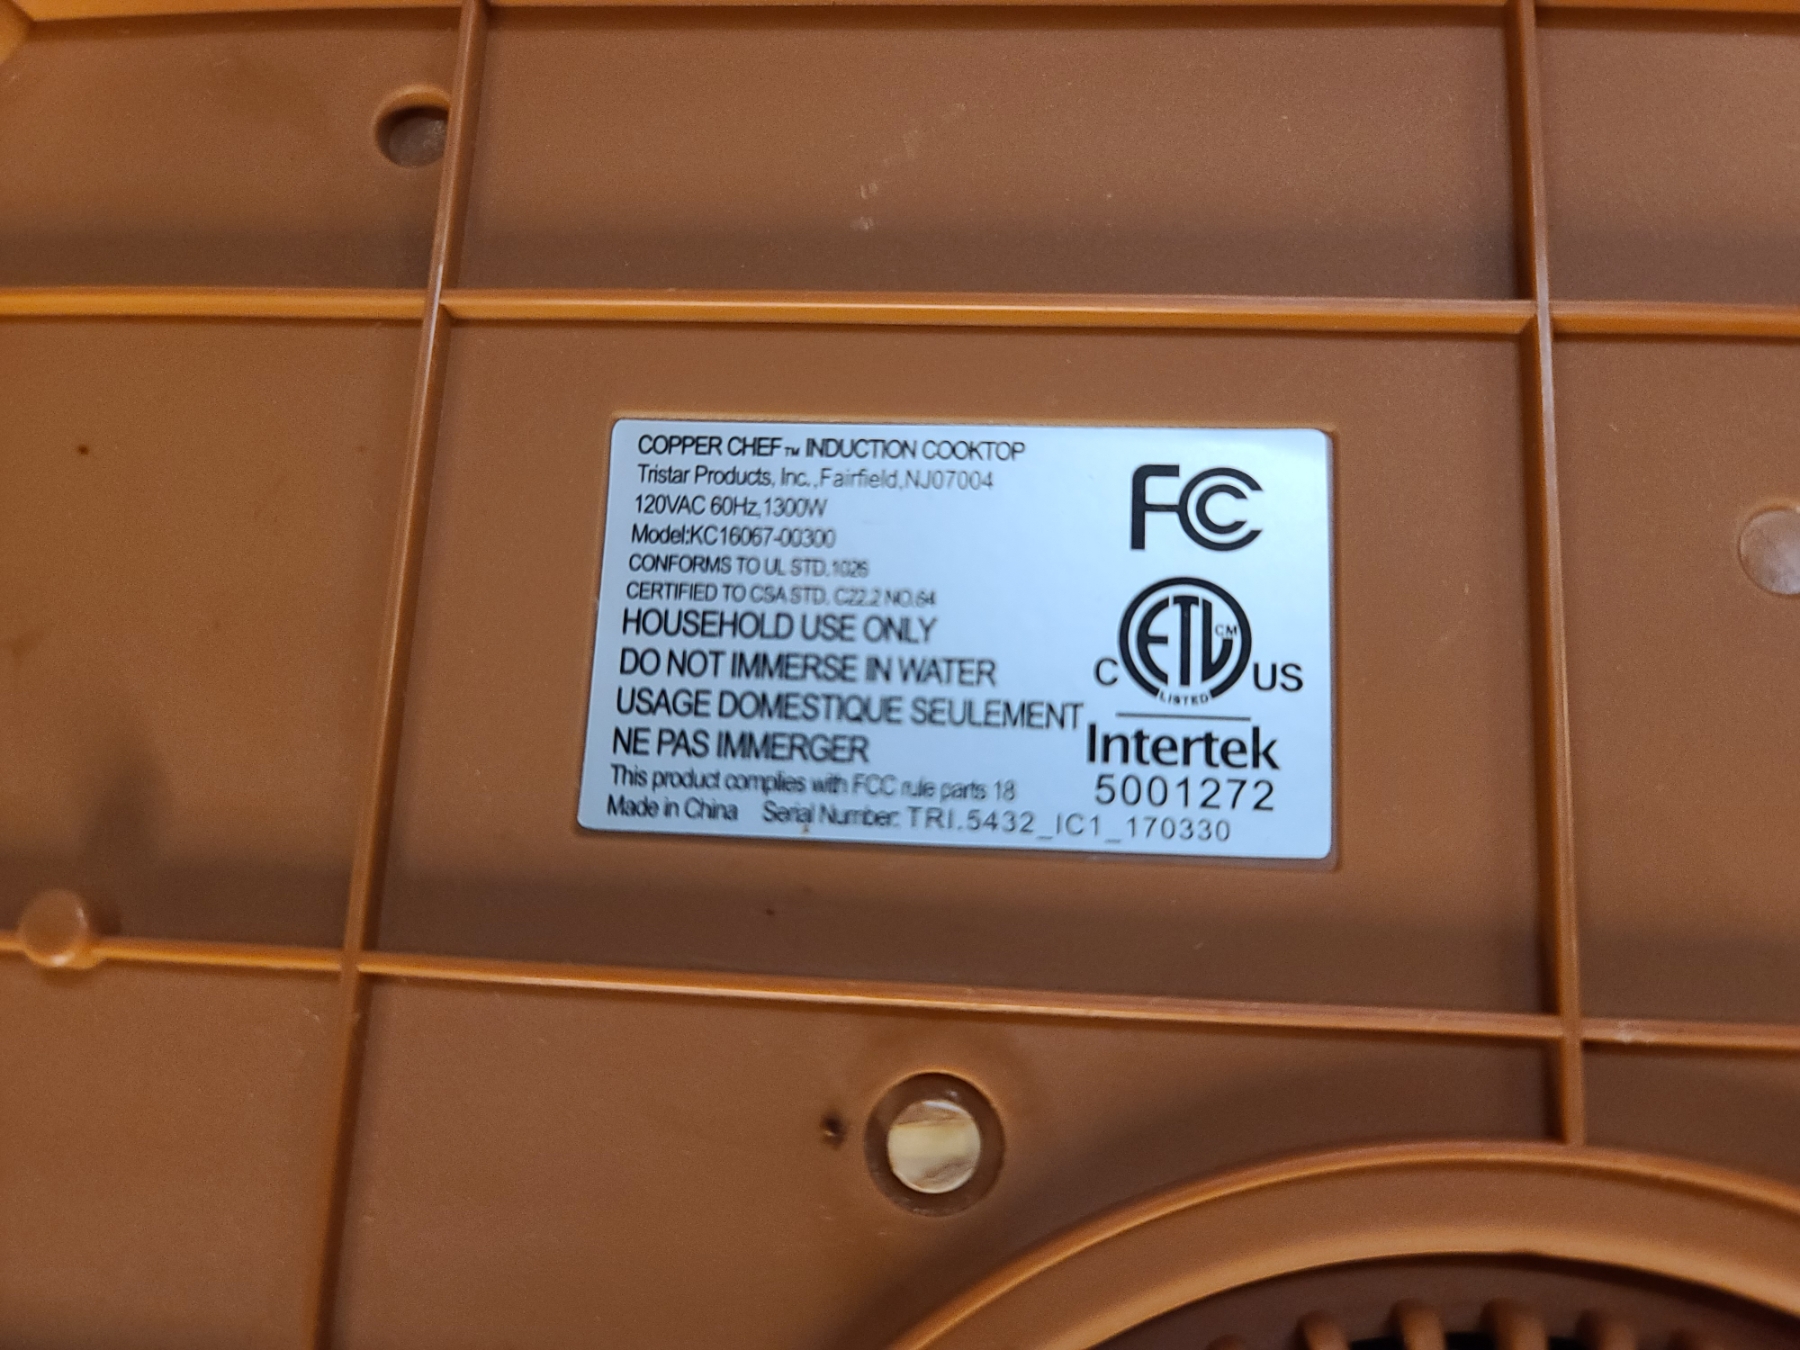 COPPER CHEF™ INDUCTION COOKTOP
Tristar Products, Inc.,Fairfield,NJ07004
120VAC 60Hz,1300W
Model:KC16067-00300
CONFORMS TO UL STD.1026
CERTIFIED TO CSA STD. C22.2 NO.64
HOUSEHOLD USE ONLY
DO NOT IMMERSE IN WATER
USAGE DOMESTIQUE SEULEMENT
NE PAS IMMERGER
This product complies with FCC rule parts 18
Made in China Serial Number: TRI.5432_IC1_170330
FC
C ETL CM US
LISTED
Intertek
5001272